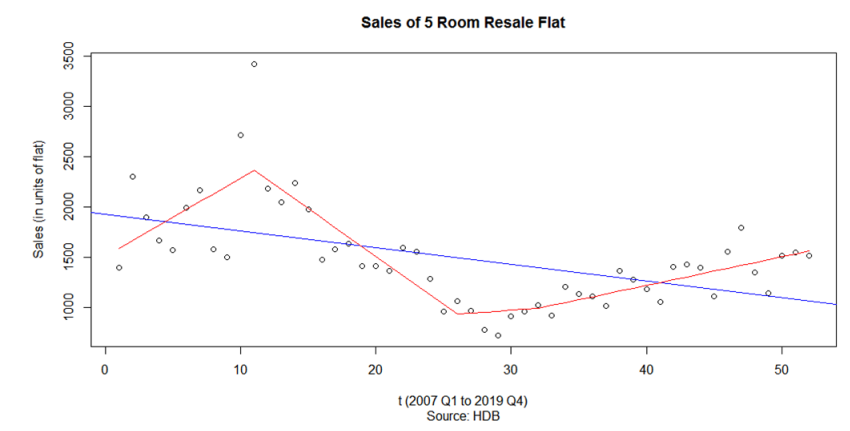 Sales of 5 Room Resale Flat
Sales (in units of flat)
3500
3000
2500
2000
1500
1000
0 10 20 30 40 50
t (2007 Q1 to 2019 Q4)
Source: HDB